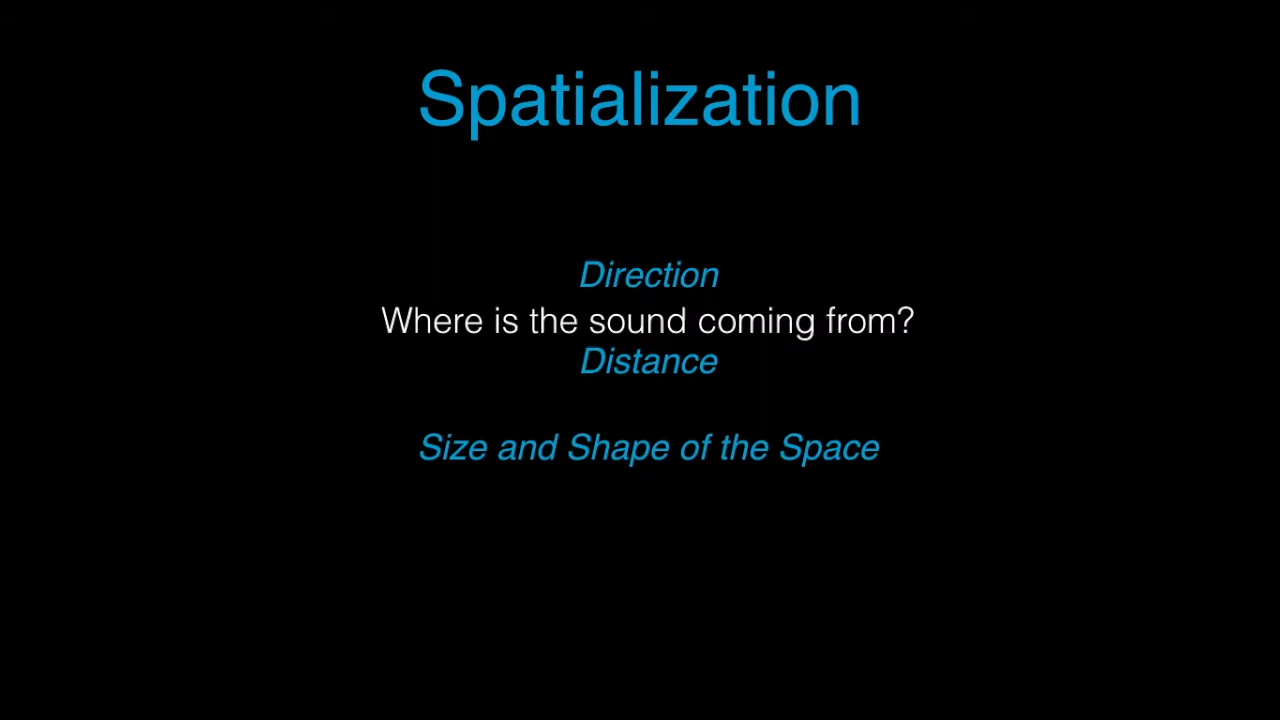 Spatialization
Direction
Where is the sound coming from?
Distance
Size and Shape of the Space